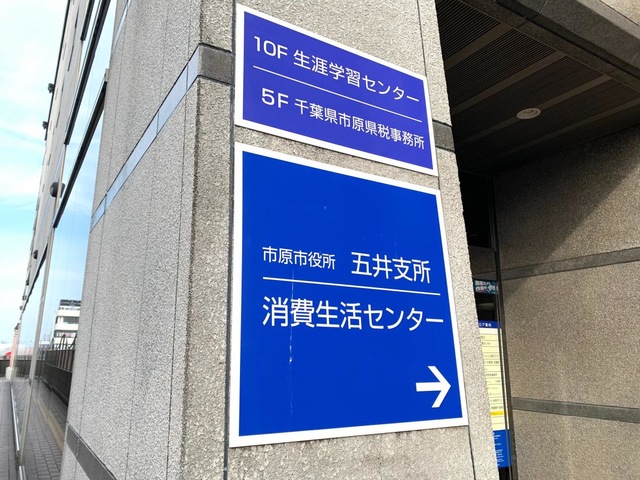 10F 生涯学習センター
5F 千葉県市原県税事務所
市原市役所 五井支所
消費生活センター
→